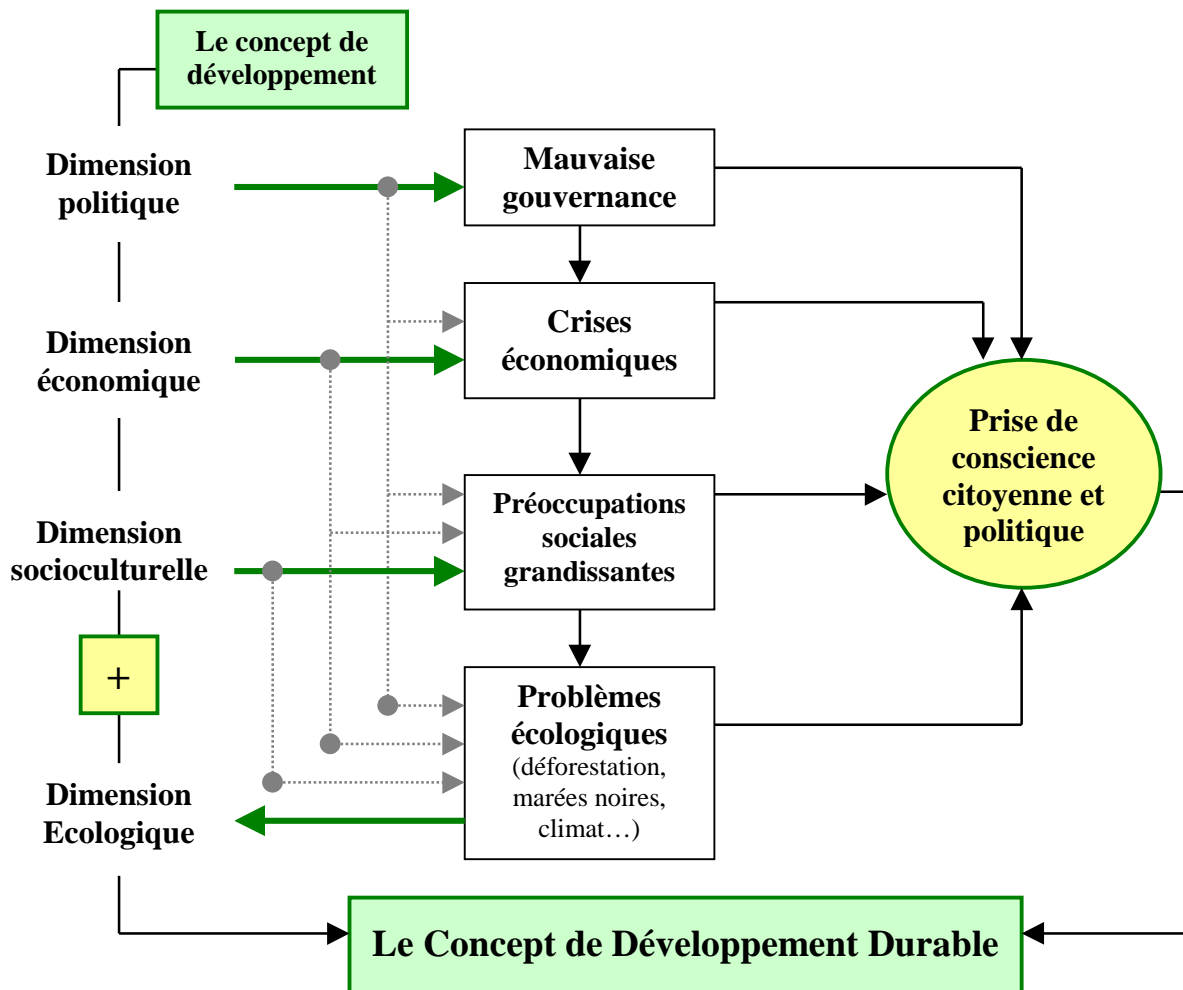 Le concept de
développement
Dimension
politique
Mauvaise
gouvernance
Dimension
économique
Crises
économiques
Prise de
conscience
citoyenne et
politique
Dimension
socioculturelle
Préoccupations
sociales
grandissantes
+
Dimension
Ecologique
Problèmes
écologiques
(déforestation,
marées noires,
climat…)
Le Concept de Développement Durable